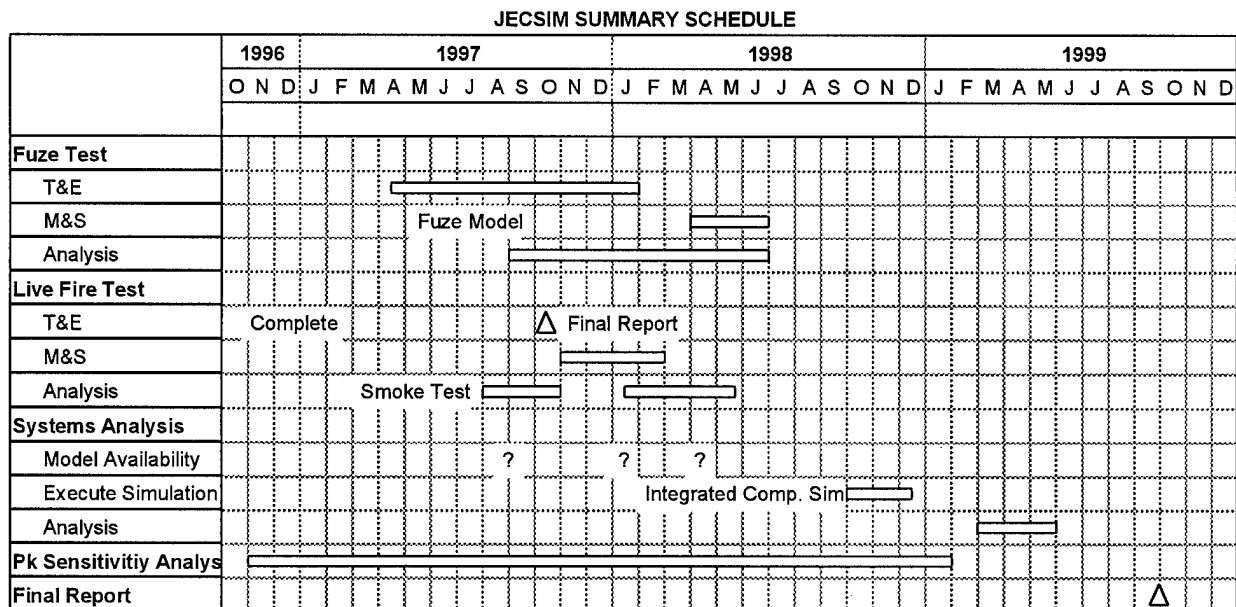 JECSIM SUMMARY SCHEDULE
1996 1997 1998 1999
O N D J F M A M J J A S O N D J F M A M J J A S O N D J F M A M J J A S O N D
Fuze Test
T&E
M&S Fuze Model
Analysis
Live Fire Test
T&E Complete Final Report
M&S
Analysis Smoke Test
Systems Analysis
Model Availability ? ? ?
Execute Simulation Integrated Comp. Sim
Analysis
Pk Sensitivitiy Analys
Final Report